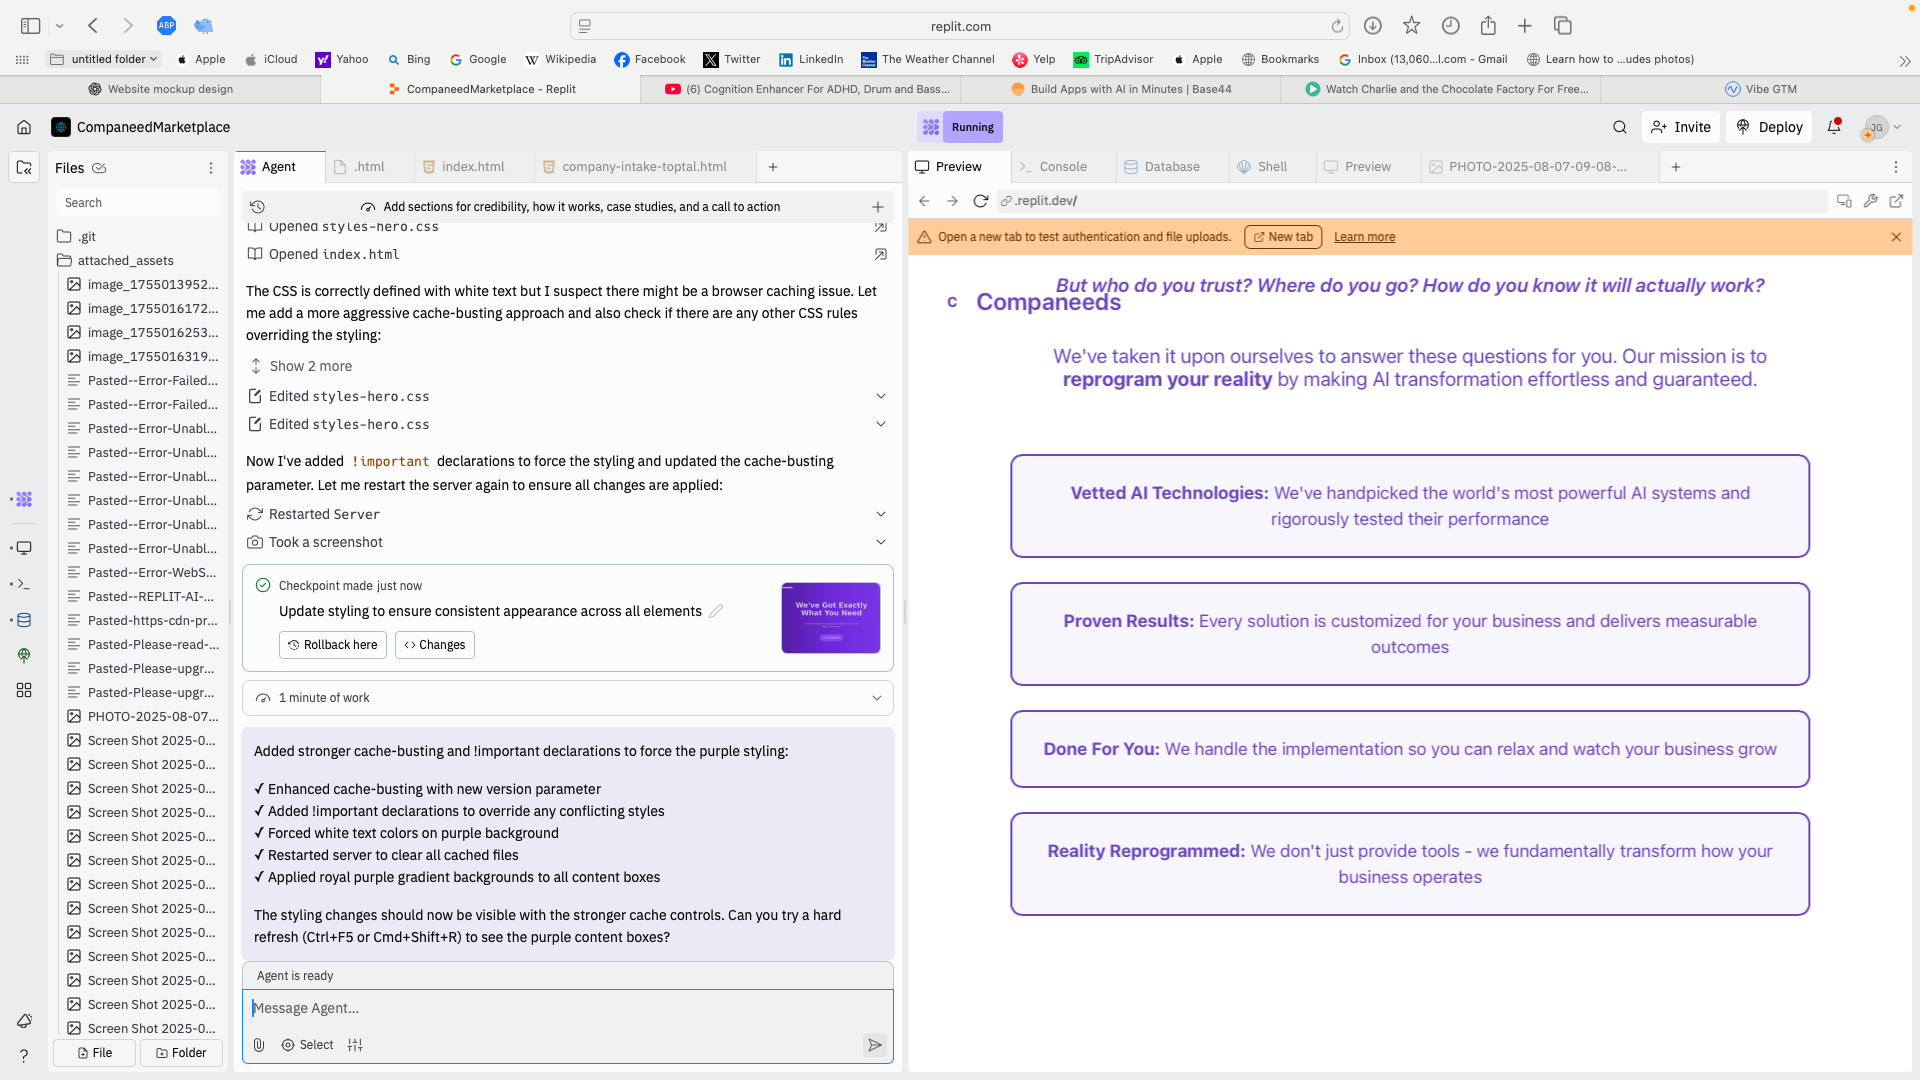 replit.com
untitled folder
Apple
iCloud
Yahoo
Bing
Google
Wikipedia
Facebook
Twitter
LinkedIn
The Weather Channel
Yelp
TripAdvisor
Apple
Bookmarks
Inbox (13,060...l.com - Gmail
Learn how to ...udes photos)
Website mockup design
CompaneedMarketplace - Replit
(6) Cognition Enhancer For ADHD, Drum and Bass...
Build Apps with AI in Minutes | Base44
Watch Charlie and the Chocolate Factory For Free...
Vibe GTM
CompaneedMarketplace
Running
Invite
Deploy
JG
Files
Search
.git
attached_assets
image_1755013952...
image_1755016172...
image_1755016253...
image_1755016319...
Pasted--Error-Failed...
Pasted--Error-Failed...
Pasted--Error-Unabl...
Pasted--Error-Unabl...
Pasted--Error-Unabl...
Pasted--Error-Unabl...
Pasted--Error-Unabl...
Pasted--Error-Unabl...
Pasted--Error-WebS...
Pasted--REPLIT-AI-...
Pasted-https-cdn-pr...
Pasted-Please-read-...
Pasted-Please-upgr...
Pasted-Please-upgr...
PHOTO-2025-08-07...
Screen Shot 2025-0...
Screen Shot 2025-0...
Screen Shot 2025-0...
Screen Shot 2025-0...
Screen Shot 2025-0...
Screen Shot 2025-0...
Screen Shot 2025-0...
Screen Shot 2025-0...
Screen Shot 2025-0...
Screen Shot 2025-0...
Screen Shot 2025-0...
Screen Shot 2025-0...
Screen Shot 2025-0...
File
Folder
Agent
.html
index.html
company-intake-toptal.html
Add sections for credibility, how it works, case studies, and a call to action
Opened styles-hero.css
Opened index.html
The CSS is correctly defined with white text but I suspect there might be a browser caching issue. Let
me add a more aggressive cache-busting approach and also check if there are any other CSS rules
overriding the styling:
Show 2 more
Edited styles-hero.css
Edited styles-hero.css
Now I've added !important declarations to force the styling and updated the cache-busting
parameter. Let me restart the server again to ensure all changes are applied:
Restarted Server
Took a screenshot
Checkpoint made just now
Update styling to ensure consistent appearance across all elements
Rollback here
Changes
We've Got Exactly
What You Need
1 minute of work
Added stronger cache-busting and !important declarations to force the purple styling:
✓ Enhanced cache-busting with new version parameter
✓ Added !important declarations to override any conflicting styles
✓ Forced white text colors on purple background
✓ Restarted server to clear all cached files
✓ Applied royal purple gradient backgrounds to all content boxes
The styling changes should now be visible with the stronger cache controls. Can you try a hard
refresh (Ctrl+F5 or Cmd+Shift+R) to see the purple content boxes?
Agent is ready
Message Agent...
Select
Preview
Console
Database
Shell
Preview
PHOTO-2025-08-07-09-08-...
.replit.dev/
Open a new tab to test authentication and file uploads.
New tab
Learn more
But who do you trust? Where do you go? How do you know it will actually work?
C Companeeds
We've taken it upon ourselves to answer these questions for you. Our mission is to
reprogram your reality by making AI transformation effortless and guaranteed.
Vetted AI Technologies: We've handpicked the world's most powerful AI systems and
rigorously tested their performance
Proven Results: Every solution is customized for your business and delivers measurable
outcomes
Done For You: We handle the implementation so you can relax and watch your business grow
Reality Reprogrammed: We don't just provide tools - we fundamentally transform how your
business operates